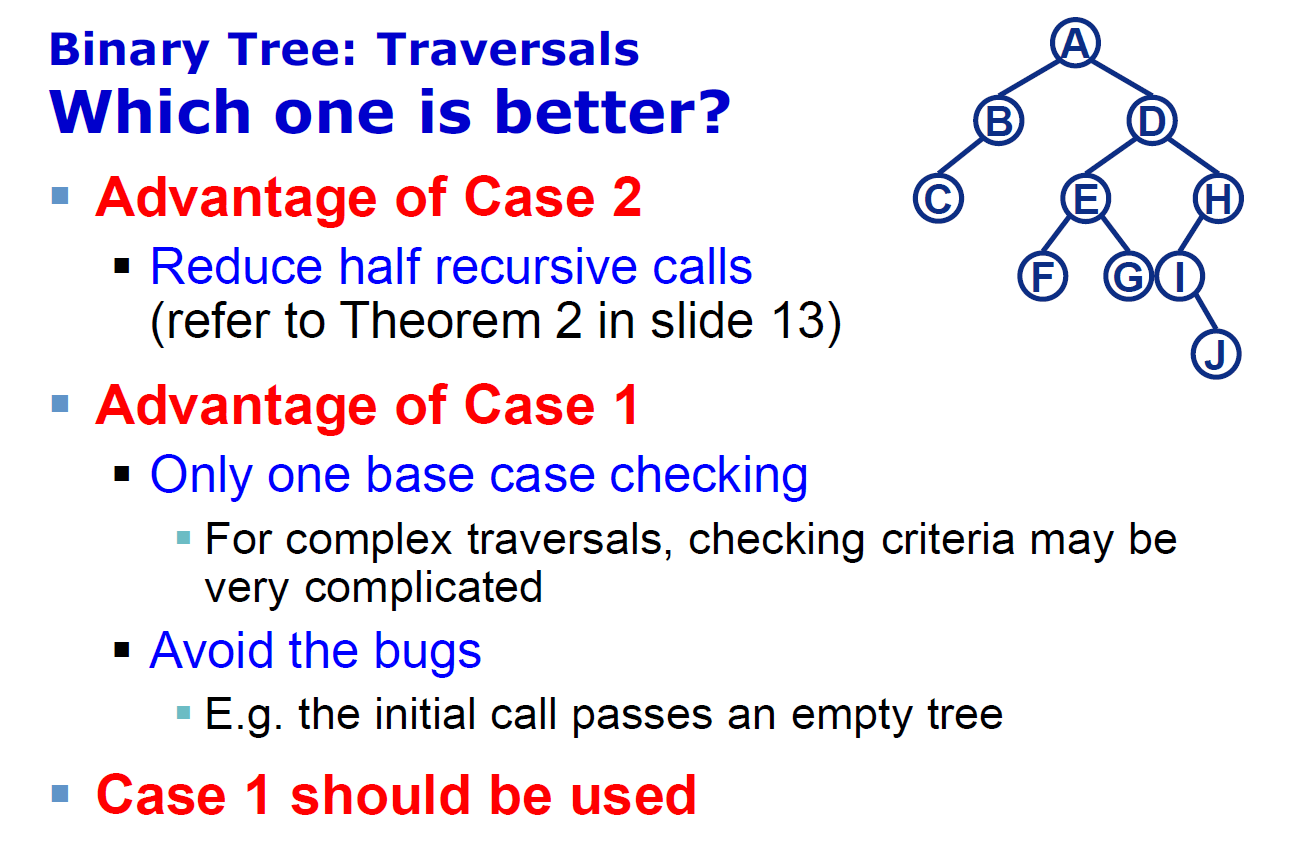 Binary Tree: Traversals
Which one is better?
Advantage of Case 2
Reduce half recursive calls
(refer to Theorem 2 in slide 13)
Advantage of Case 1
Only one base case checking
For complex traversals, checking criteria may be
very complicated
Avoid the bugs
E.g. the initial call passes an empty tree
Case 1 should be used
A
B D
C E H
F G I
J